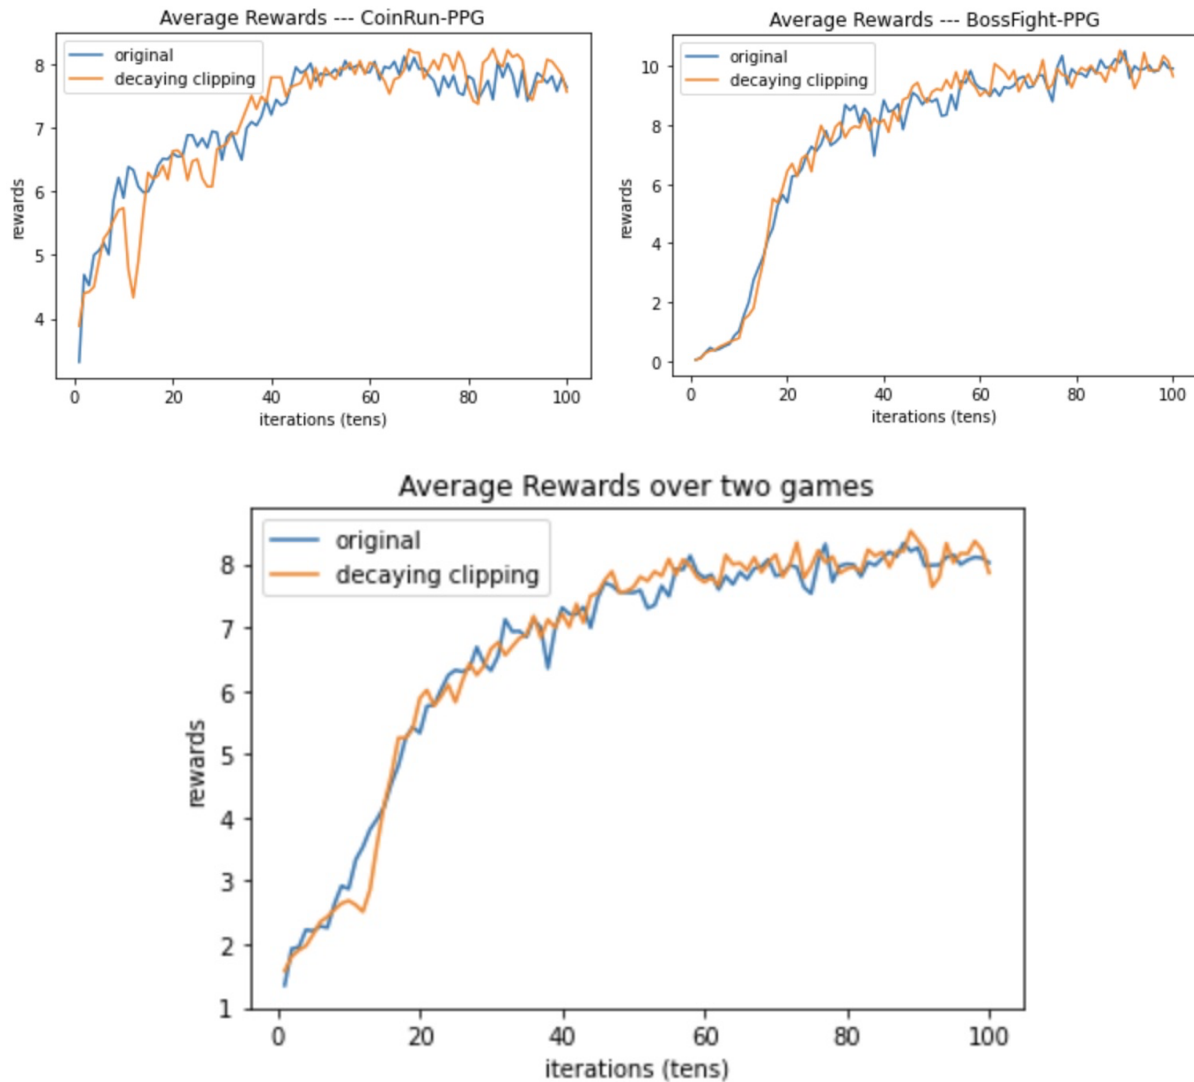 Average Rewards --- CoinRun-PPG
original
decaying clipping
8
7
6
5
4
rewards
0 20 40 60 80 100
iterations (tens)
Average Rewards --- BossFight-PPG
original
decaying clipping
10
8
6
4
2
0
rewards
0 20 40 60 80 100
iterations (tens)
Average Rewards over two games
original
decaying clipping
8
7
6
5
4
3
2
1
rewards
0 20 40 60 80 100
iterations (tens)